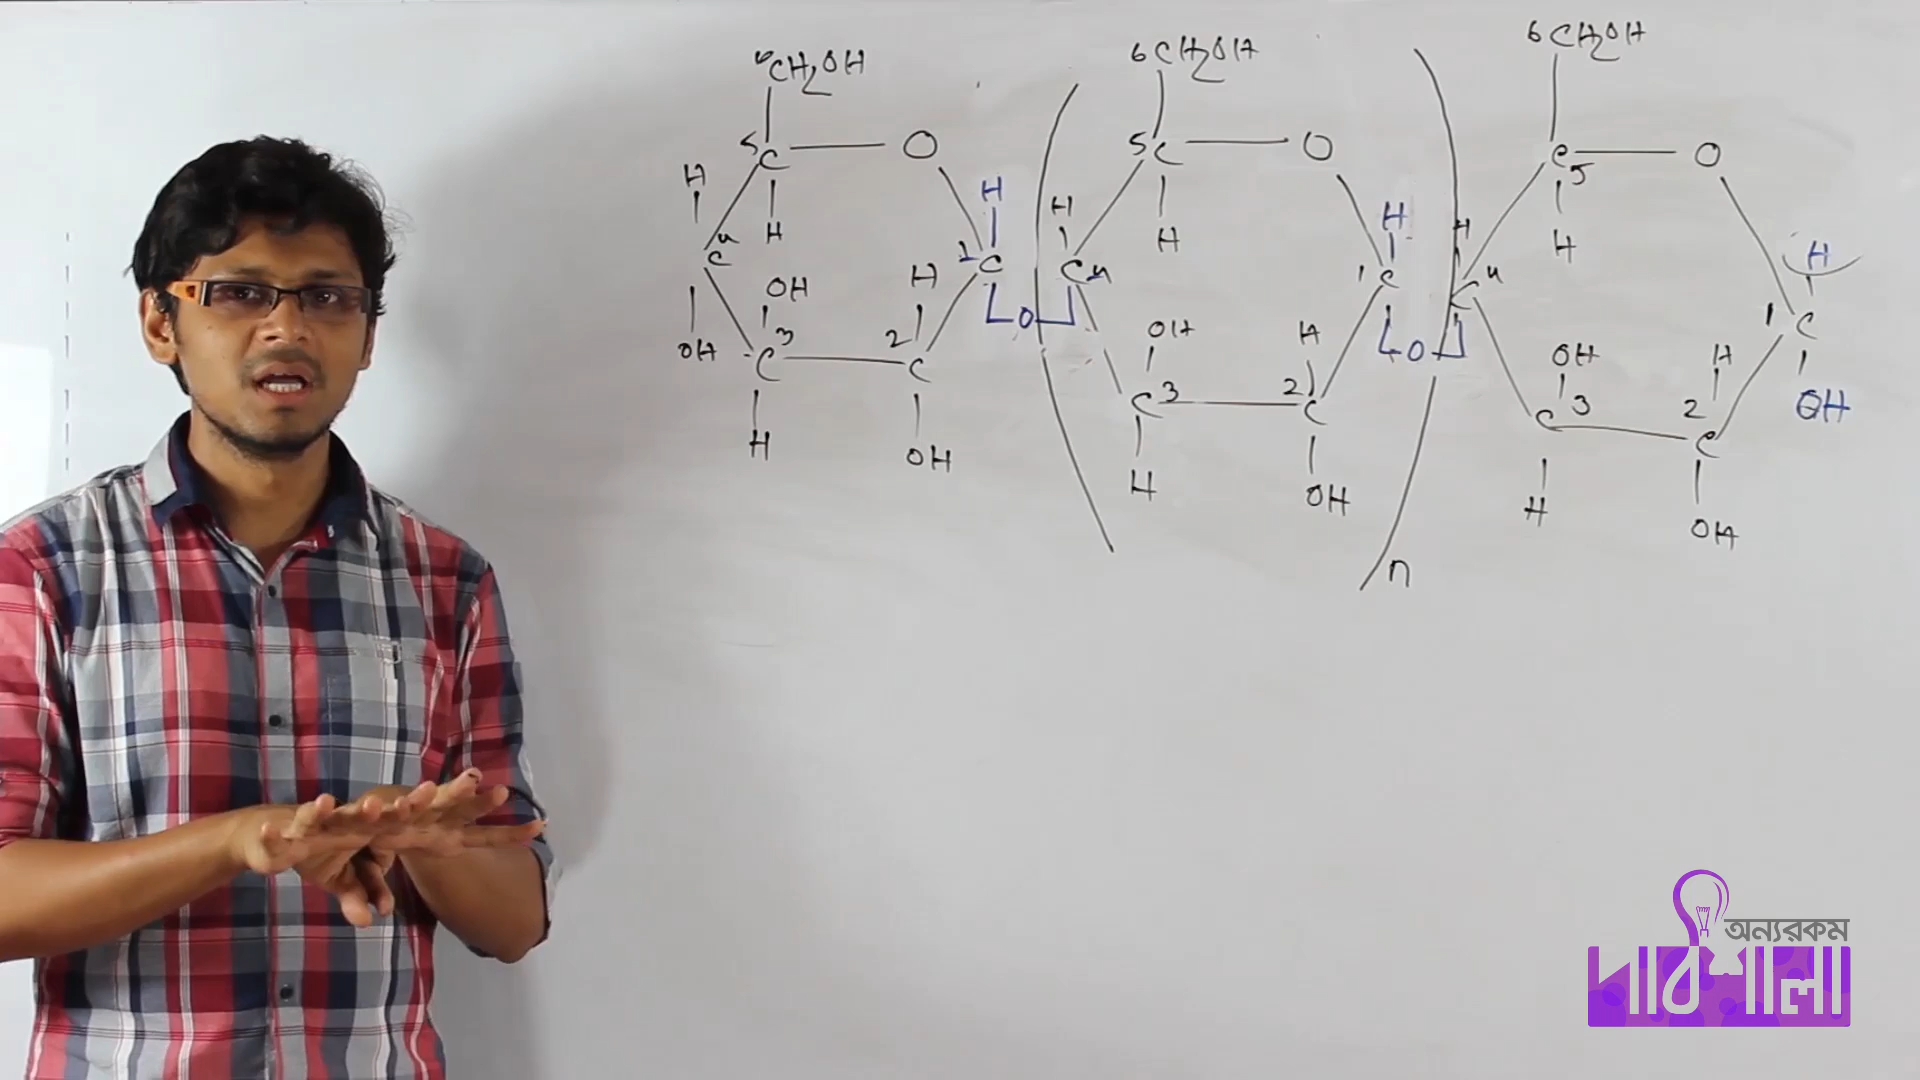 6CH2OH 6CH2OH 6CH2OH
5C O 5C O C5 O
H H H H H H H H H
4C 1C C4 1C C4 1C
OH H OH H OH H
O O
OH C3 2C C3 2C C3 2C OH
H OH H OH H OH
n
অন্যরকম
পাঠশালা